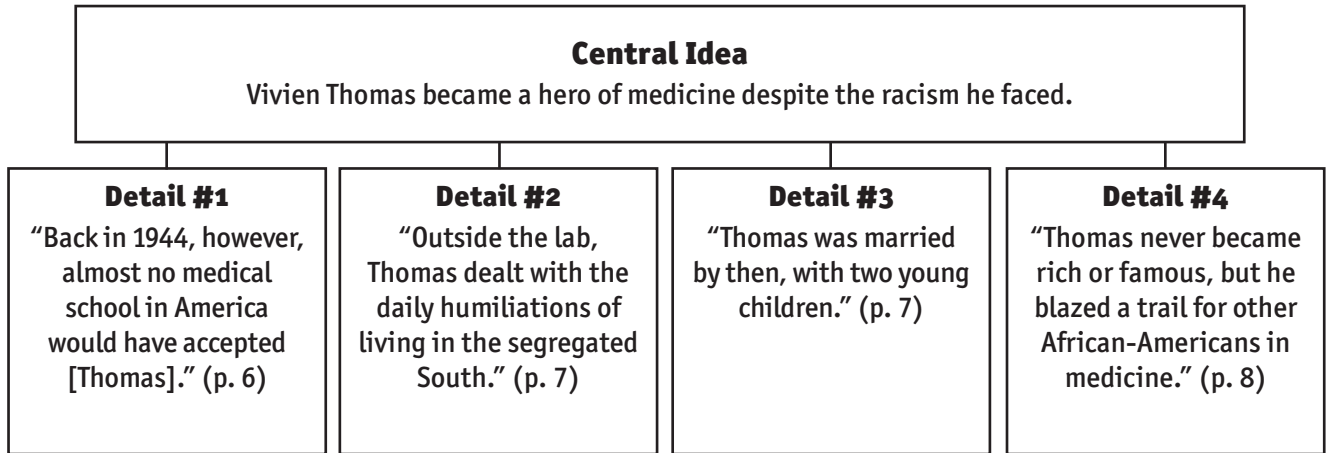 Central Idea
Vivien Thomas became a hero of medicine despite the racism he faced.
Detail #1
“Back in 1944, however,
almost no medical
school in America
would have accepted
[Thomas].” (p. 6)
Detail #2
“Outside the lab,
Thomas dealt with the
daily humiliations of
living in the segregated
South.” (p. 7)
Detail #3
“Thomas was married
by then, with two young
children.” (p. 7)
Detail #4
“Thomas never became
rich or famous, but he
blazed a trail for other
African-Americans in
medicine.” (p. 8)